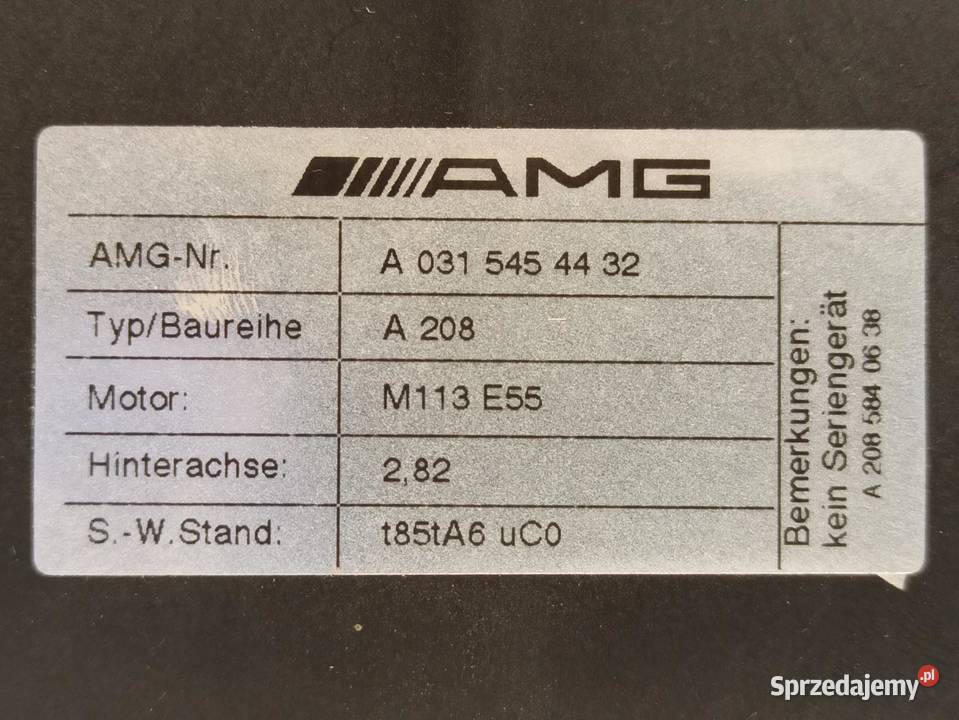 AMG
AMG-Nr. A 031 545 44 32
Typ/Baureihe A 208
Motor: M113 E55
Hinterachse: 2,82
S.-W.Stand: t85tA6 uC0
Bemerkungen:
kein Seriengerät
A 208 584 06 38
Sprzedajemy.pl